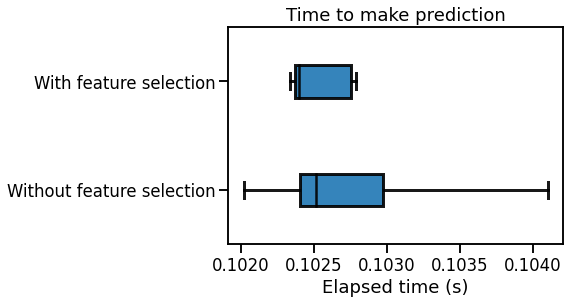 Time to make prediction
With feature selection
Without feature selection
0.1020 0.1025 0.1030 0.1035 0.1040
Elapsed time (s)